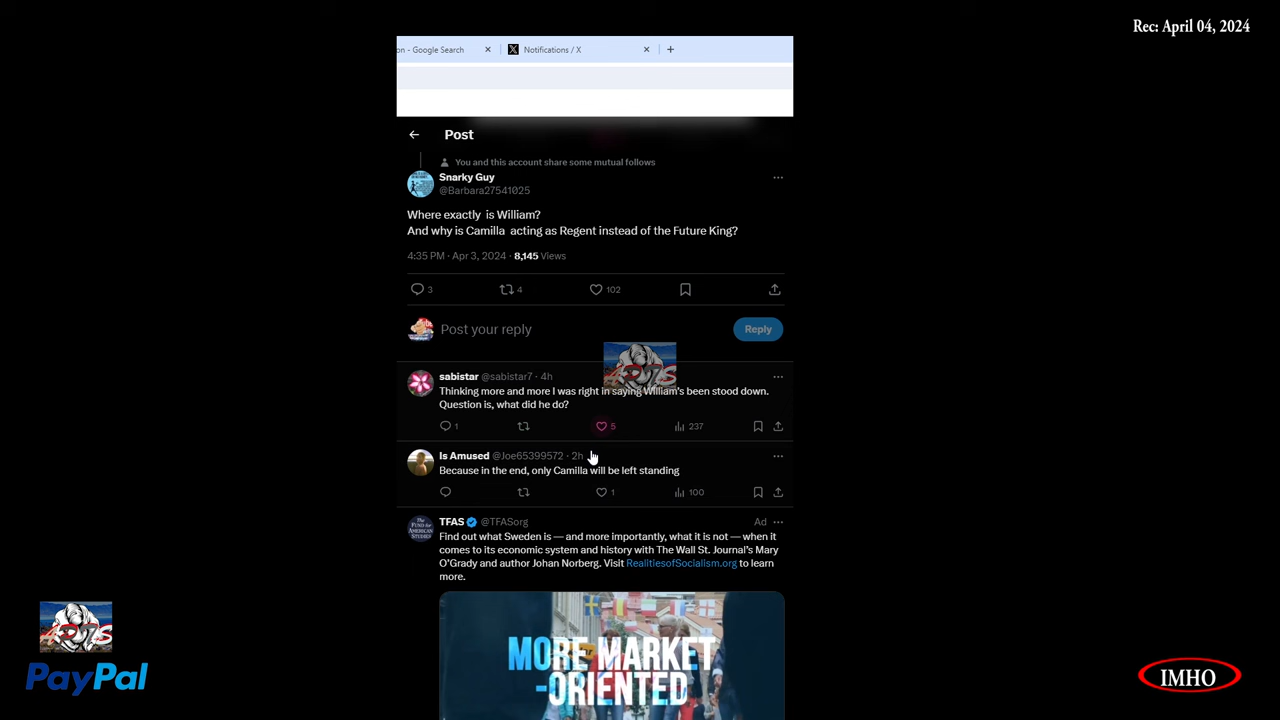 Rec: April 04, 2024
on - Google Search
Notifications / X
Post
You and this account share some mutual follows
Snarky Guy
@Barbara27541025
Where exactly is William?
And why is Camilla acting as Regent instead of the Future King?
4:35 PM · Apr 3, 2024 · 8,145 Views
3 4 102
Post your reply
Reply
sabistar @sabistar7 · 4h
Thinking more and more I was right in saying William's been stood down.
Question is, what did he do?
1 5 237
Is Amused @Joe65399572 · 2h
Because in the end, only Camilla will be left standing
1 100
TFAS @TFASorg Ad
Find out what Sweden is — and more importantly, what it is not — when it
comes to its economic system and history with The Wall St. Journal's Mary
O'Grady and author Johan Norberg. Visit RealitiesofSocialism.org to learn
more.
MORE MARKET
-ORIENTED
PayPal
IMHO